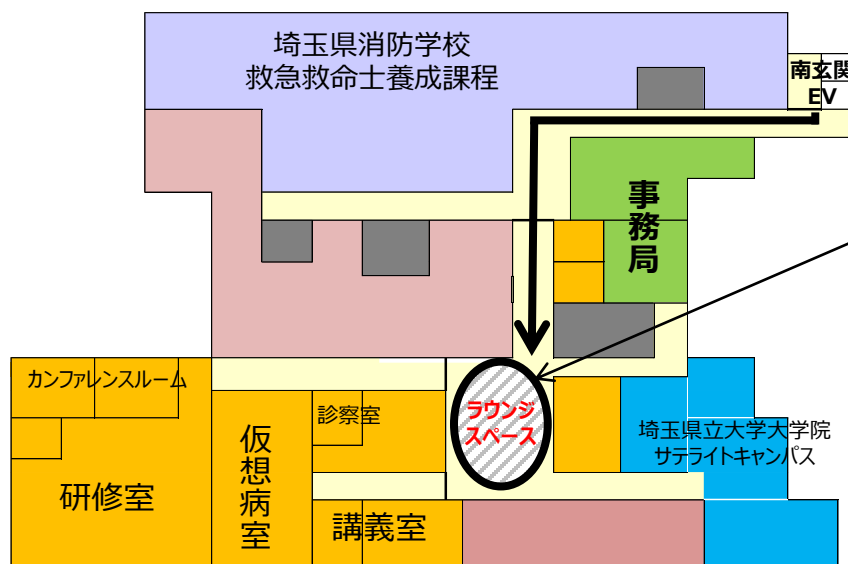 埼玉県消防学校
救急救命士養成課程
南玄関
EV
事務局
カンファレンスルーム
診察室
ラウンジ
スペース
埼玉県立大学大学院
サテライトキャンパス
仮想病室
研修室
講義室